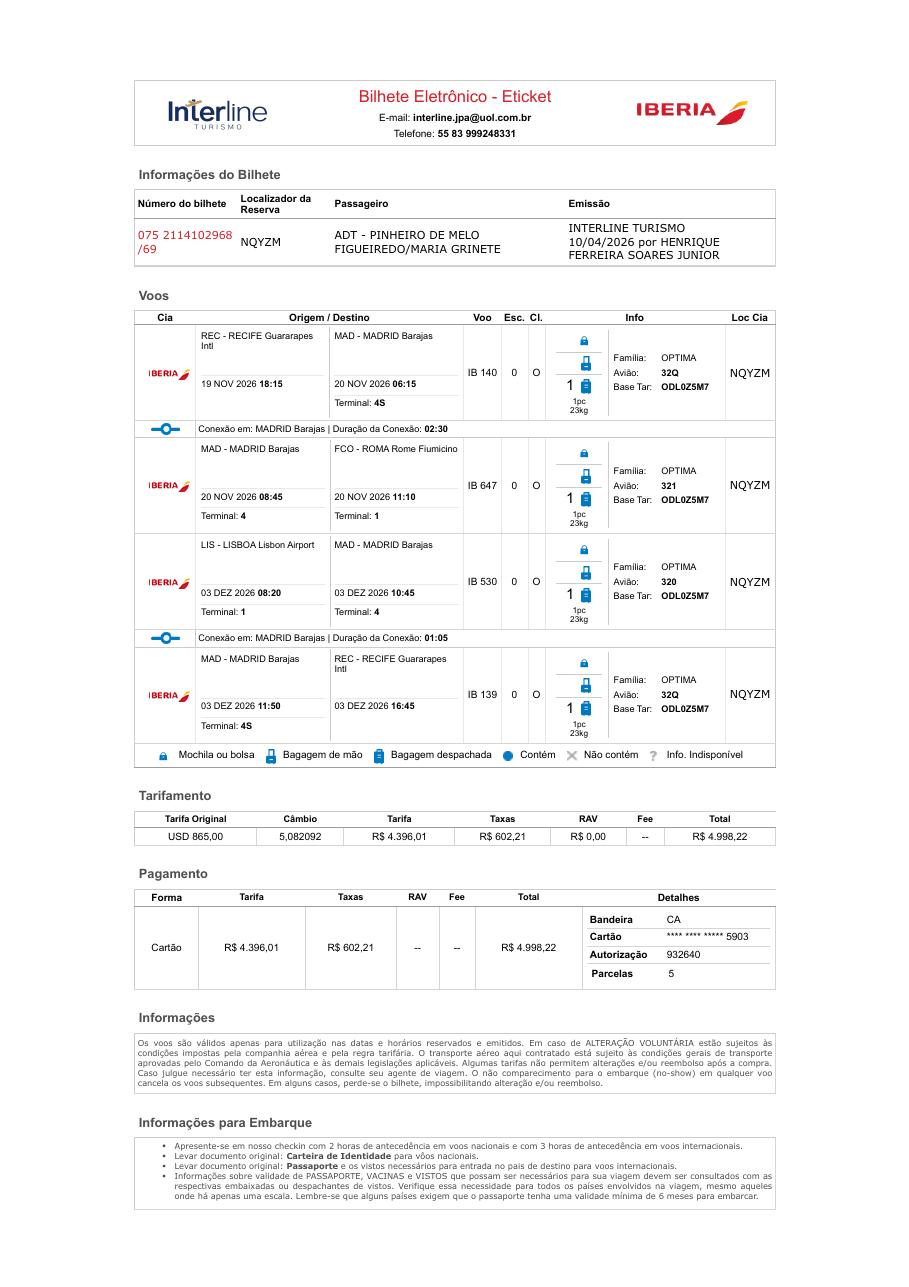 Interline
TURISMO
Bilhete Eletrônico - Eticket
E-mail: interline.jpa@uol.com.br
Telefone: 55 83 999248331
IBERIA
Informações do Bilhete
Número do bilhete Localizador da Reserva Passageiro Emissão
075 2114102968 /69 NQYZM ADT - PINHEIRO DE MELO FIGUEIREDO/MARIA GRINETE INTERLINE TURISMO 10/04/2026 por HENRIQUE FERREIRA SOARES JUNIOR
Voos
Cia Origem / Destino Voo Esc. Cl. Info Loc Cia
REC - RECIFE Guararapes Intl MAD - MADRID Barajas
Família: OPTIMA
IBERIA 19 NOV 2026 18:15 20 NOV 2026 06:15 IB 140 0 O 1 Avião: 32Q NQYZM
Base Tar: ODL0Z5M7
Terminal: 4S 1pc 23kg
Conexão em: MADRID Barajas | Duração da Conexão: 02:30
MAD - MADRID Barajas FCO - ROMA Rome Fiumicino
Família: OPTIMA
IBERIA 20 NOV 2026 08:45 20 NOV 2026 11:10 IB 647 0 O 1 Avião: 321 NQYZM
Base Tar: ODL0Z5M7
Terminal: 4 Terminal: 1 1pc 23kg
LIS - LISBOA Lisbon Airport MAD - MADRID Barajas
Família: OPTIMA
IBERIA 03 DEZ 2026 08:20 03 DEZ 2026 10:45 IB 530 0 O 1 Avião: 320 NQYZM
Base Tar: ODL0Z5M7
Terminal: 1 Terminal: 4 1pc 23kg
Conexão em: MADRID Barajas | Duração da Conexão: 01:05
MAD - MADRID Barajas REC - RECIFE Guararapes Intl
Família: OPTIMA
IBERIA 03 DEZ 2026 11:50 03 DEZ 2026 16:45 IB 139 0 O 1 Avião: 32Q NQYZM
Base Tar: ODL0Z5M7
Terminal: 4S 1pc 23kg
Mochila ou bolsa Bagagem de mão Bagagem despachada Contém Não contém ? Info. Indisponível
Tarifamento
Tarifa Original Câmbio Tarifa Taxas RAV Fee Total
USD 865,00 5,082092 R$ 4.396,01 R$ 602,21 R$ 0,00 -- R$ 4.998,22
Pagamento
Forma Tarifa Taxas RAV Fee Total Detalhes
Cartão R$ 4.396,01 R$ 602,21 -- -- R$ 4.998,22
Bandeira CA
Cartão **** **** ***** 5903
Autorização 932640
Parcelas 5
Informações
Os voos são válidos apenas para utilização nas datas e horários reservados e emitidos. Em caso de ALTERAÇÃO VOLUNTÁRIA estão sujeitos às
condições impostas pela companhia aérea e pela regra tarifária. O transporte aéreo aqui contratado está sujeito às condições gerais de transporte
aprovadas pelo Comando da Aeronáutica e às demais legislações aplicáveis. Algumas tarifas não permitem alterações e/ou reembolso após a compra.
Caso julgue necessário ter esta informação, consulte seu agente de viagem. O não comparecimento para o embarque (no-show) em qualquer voo
cancela os voos subsequentes. Em alguns casos, perde-se o bilhete, impossibilitando alteração e/ou reembolso.
Informações para Embarque
• Apresente-se em nosso checkin com 2 horas de antecedência em voos nacionais e com 3 horas de antecedência em voos internacionais.
• Levar documento original: Carteira de Identidade para vôos nacionais.
• Levar documento original: Passaporte e os vistos necessários para entrada no pais de destino para voos internacionais.
• Informações sobre validade de PASSAPORTE, VACINAS e VISTOS que possam ser necessários para sua viagem devem ser consultados com as
respectivas embaixadas ou despachantes de vistos. Verifique essa necessidade para todos os países envolvidos na viagem, mesmo aqueles
onde há apenas uma escala. Lembre-se que alguns países exigem que o passaporte tenha uma validade mínima de 6 meses para embarcar.